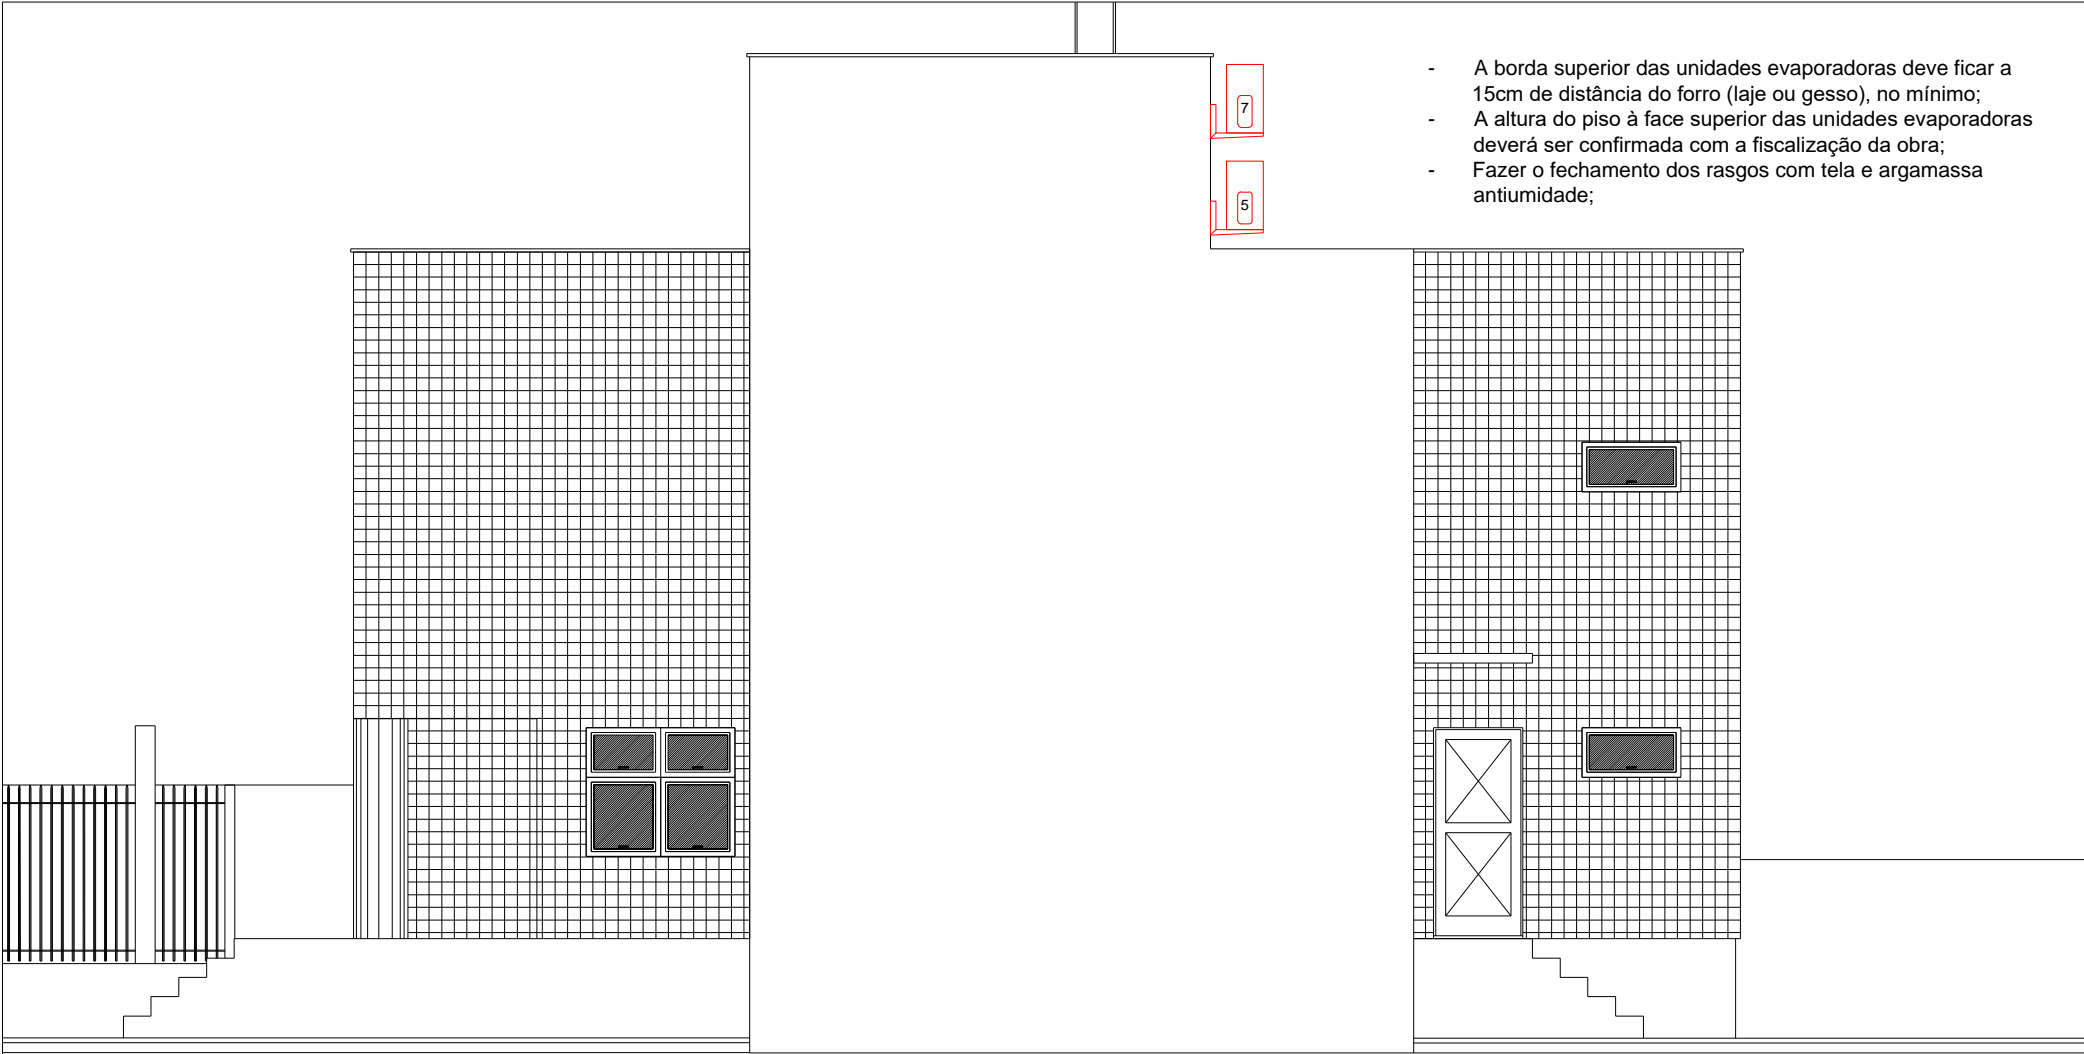 - A borda superior das unidades evaporadoras deve ficar a
15cm de distância do forro (laje ou gesso), no mínimo;
- A altura do piso à face superior das unidades evaporadoras
deverá ser confirmada com a fiscalização da obra;
- Fazer o fechamento dos rasgos com tela e argamassa
antiumidade;
7
5